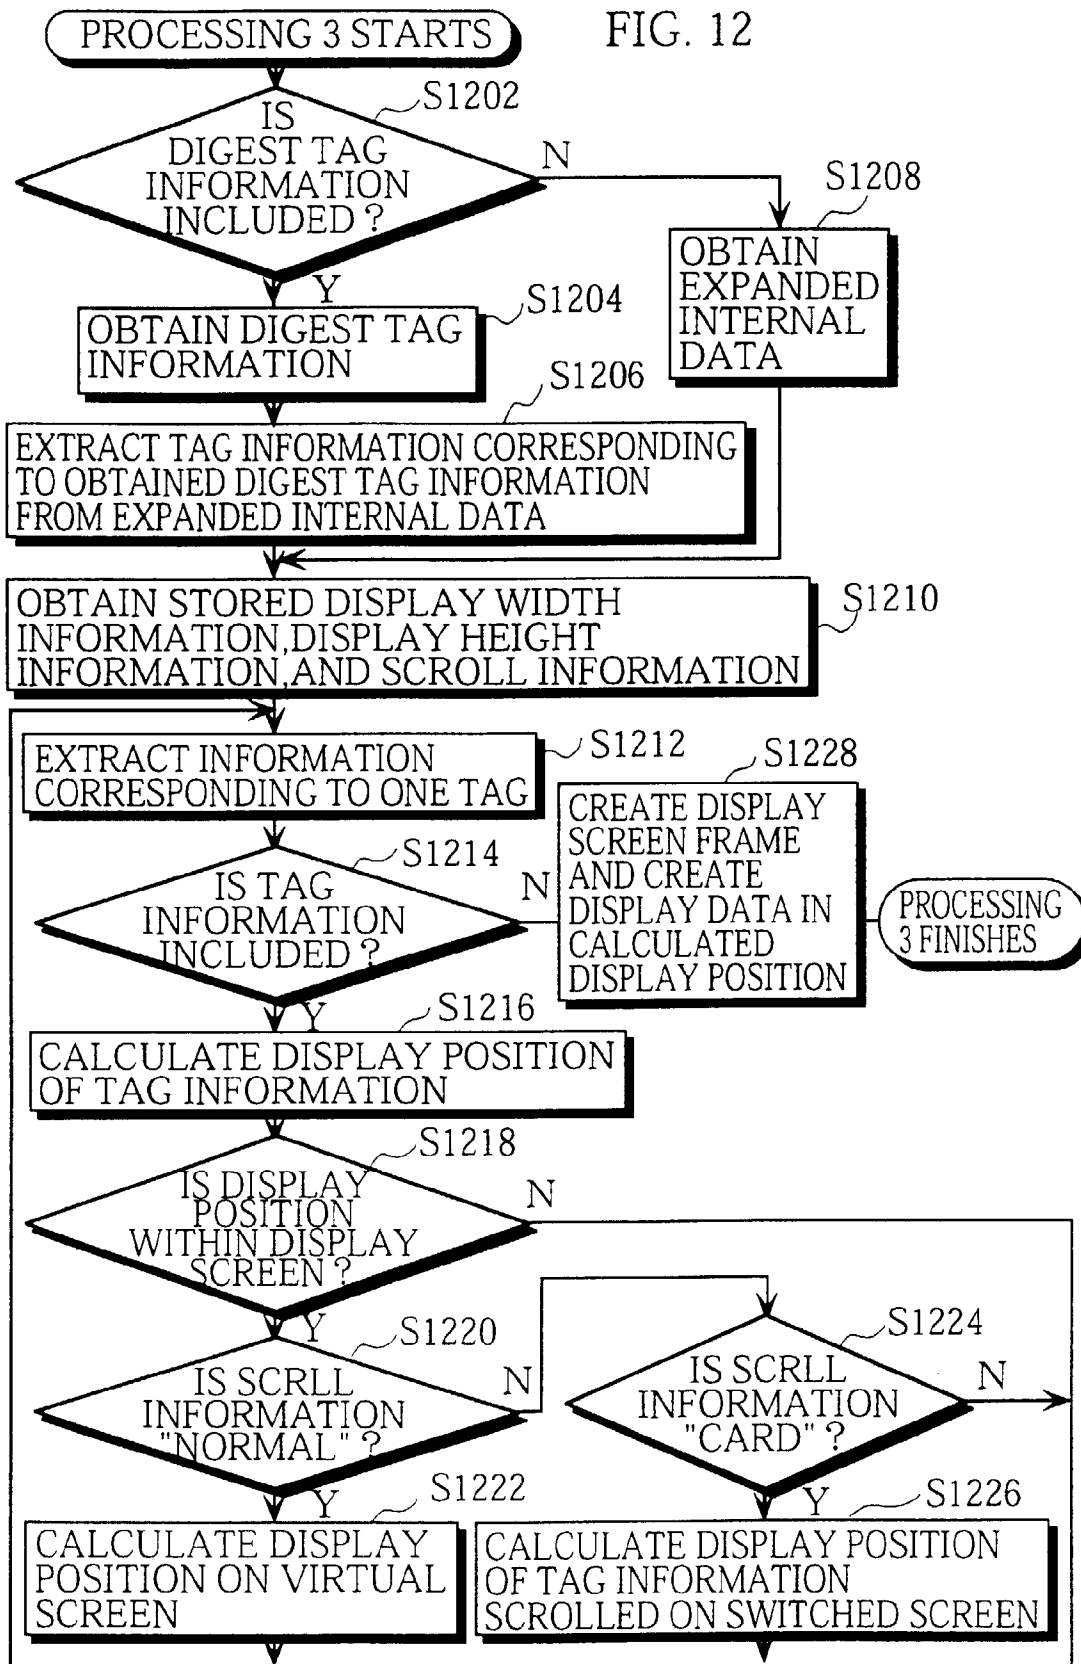 FIG. 12
PROCESSING 3 STARTS
S1202
IS
DIGEST TAG
INFORMATION
INCLUDED ?
N
Y
S1208
OBTAIN
EXPANDED
INTERNAL
DATA
S1204
OBTAIN DIGEST TAG
INFORMATION
S1206
EXTRACT TAG INFORMATION CORRESPONDING
TO OBTAINED DIGEST TAG INFORMATION
FROM EXPANDED INTERNAL DATA
S1210
OBTAIN STORED DISPLAY WIDTH
INFORMATION,DISPLAY HEIGHT
INFORMATION,AND SCROLL INFORMATION
S1212
EXTRACT INFORMATION
CORRESPONDING TO ONE TAG
S1214
IS TAG
INFORMATION
INCLUDED ?
N
Y
S1228
CREATE DISPLAY
SCREEN FRAME
AND CREATE
DISPLAY DATA IN
CALCULATED
DISPLAY POSITION
PROCESSING
3 FINISHES
S1216
CALCULATE DISPLAY POSITION
OF TAG INFORMATION
S1218
IS DISPLAY
POSITION
WITHIN DISPLAY
SCREEN ?
N
Y
S1220
IS SCRLL
INFORMATION
"NORMAL" ?
N
Y
S1224
IS SCRLL
INFORMATION
"CARD" ?
N
Y
S1222
CALCULATE DISPLAY
POSITION ON VIRTUAL
SCREEN
S1226
CALCULATE DISPLAY POSITION
OF TAG INFORMATION
SCROLLED ON SWITCHED SCREEN